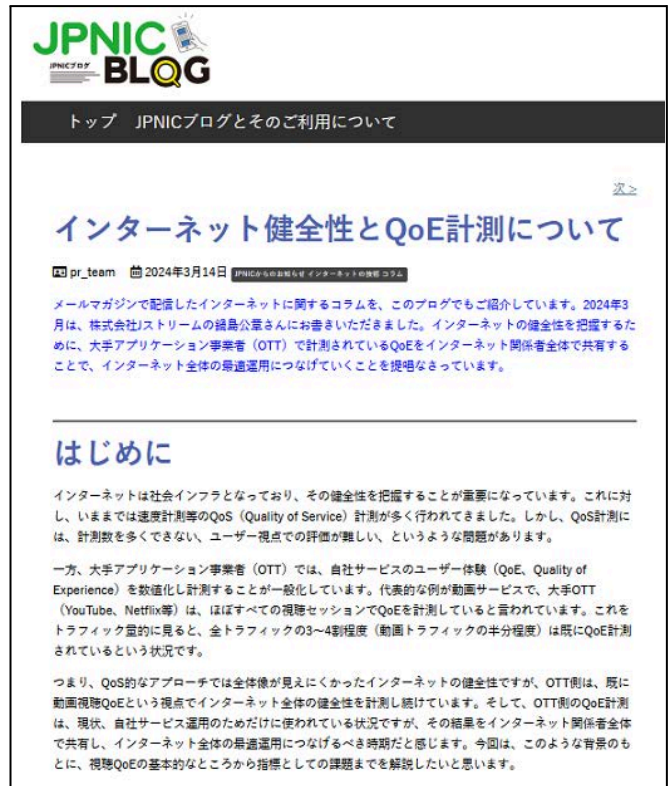 JPNIC
JPNICブログ
BLOG
トップ JPNICブログとそのご利用について
次 >
インターネット健全性とQoE計測について
pr_team 2024年3月14日 JPNICからのお知らせ インターネットの技術 コラム
メールマガジンで配信したインターネットに関するコラムを、このブログでもご紹介しています。2024年3
月は、株式会社Jストリームの鍋島公章さんにお書きいただきました。インターネットの健全性を把握するた
めに、大手アプリケーション事業者（OTT）で計測されているQoEをインターネット関係者全体で共有する
ことで、インターネット全体の最適運用につなげていくことを提唱なさっています。
はじめに
インターネットは社会インフラとなっており、その健全性を把握することが重要になっています。これに対
し、いままでは速度計測等のQoS（Quality of Service）計測が多く行われてきました。しかし、QoS計測に
は、計測数を多くできない、ユーザー視点での評価が難しい、というような問題があります。
一方、大手アプリケーション事業者（OTT）では、自社サービスのユーザー体験（QoE、Quality of
Experience）を数値化し計測することが一般化しています。代表的な例が動画サービスで、大手OTT
（YouTube、Netflix等）は、ほぼすべての視聴セッションでQoEを計測していると言われています。これを
トラフィック量的に見ると、全トラフィックの3〜4割程度（動画トラフィックの半分程度）は既にQoE計測
されているという状況です。
つまり、QoS的なアプローチでは全体像が見えにくかったインターネットの健全性ですが、OTT側は、既に
動画視聴QoEという視点でインターネット全体の健全性を計測し続けています。そして、OTT側のQoE計測
は、現状、自社サービス運用のためだけに使われている状況ですが、その結果をインターネット関係者全体
で共有し、インターネット全体の最適運用につなげるべき時期だと感じます。今回は、このような背景のも
とに、視聴QoEの基本的なところから指標としての課題までを解説したいと思います。